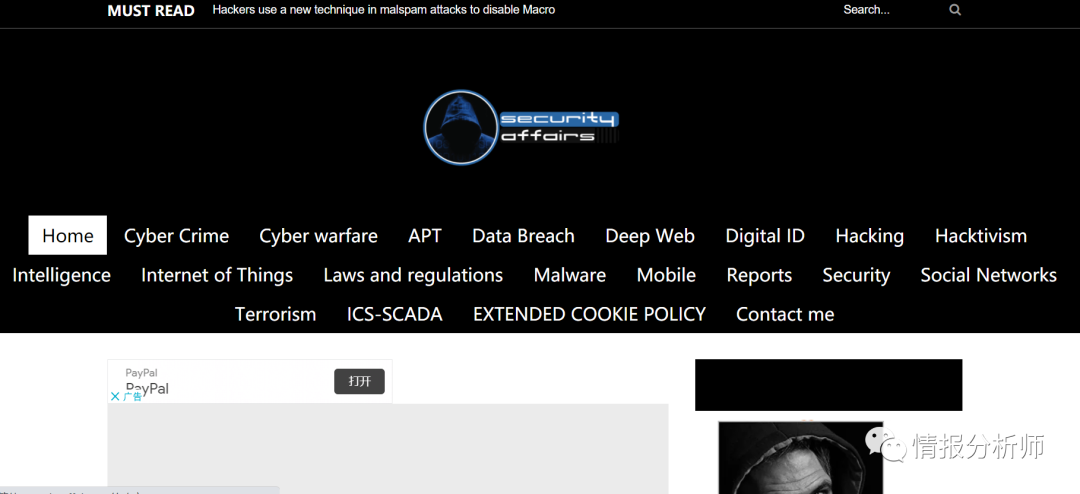 MUST READ Hackers use a new technique in malspam attacks to disable Macro Search...
security
affairs
Home Cyber Crime Cyber warfare APT Data Breach Deep Web Digital ID Hacking Hacktivism
Intelligence Internet of Things Laws and regulations Malware Mobile Reports Security Social Networks
Terrorism ICS-SCADA EXTENDED COOKIE POLICY Contact me
PayPal
PayPal
打开
广告
情报分析师